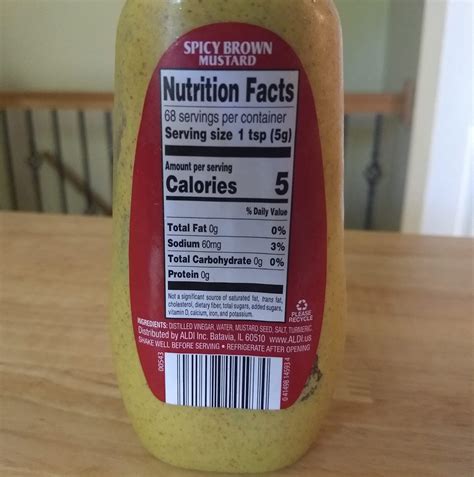 SPICY BROWN
MUSTARD
Nutrition Facts
68 servings per container
Serving size 1 tsp (5g)
Amount per serving
Calories 5
% Daily Value
Total Fat 0g 0%
Sodium 60mg 3%
Total Carbohydrate 0g 0%
Protein 0g
Not a significant source of saturated fat, trans fat,
cholesterol, dietary fiber, total sugars, added sugars,
vitamin D, calcium, iron, and potassium.
PLEASE
RECYCLE
INGREDIENTS: DISTILLED VINEGAR, WATER, MUSTARD SEED, SALT, TURMERIC.
Distributed by ALDI Inc. Batavia, IL 60510 www.ALDI.us
SHAKE WELL BEFORE SERVING • REFRIGERATE AFTER OPENING
00543